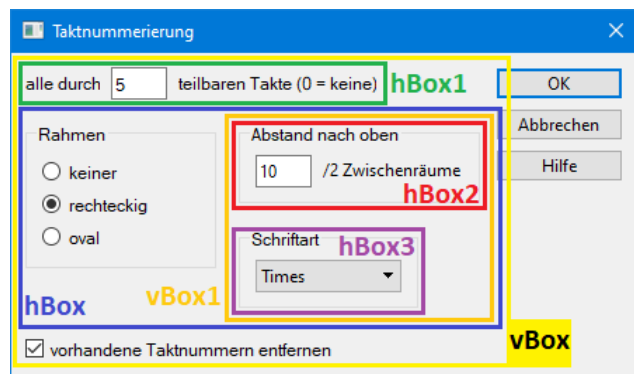 Taktnummerierung
alle durch 5 teilbaren Takte (0 = keine) hBox1
OK
Abbrechen
Hilfe
Rahmen
keiner
rechteckig
oval
Abstand nach oben
10 /2 Zwischenräume
hBox2
Schriftart
hBox3
Times
hBox
vBox1
vorhandene Taktnummern entfernen
vBox